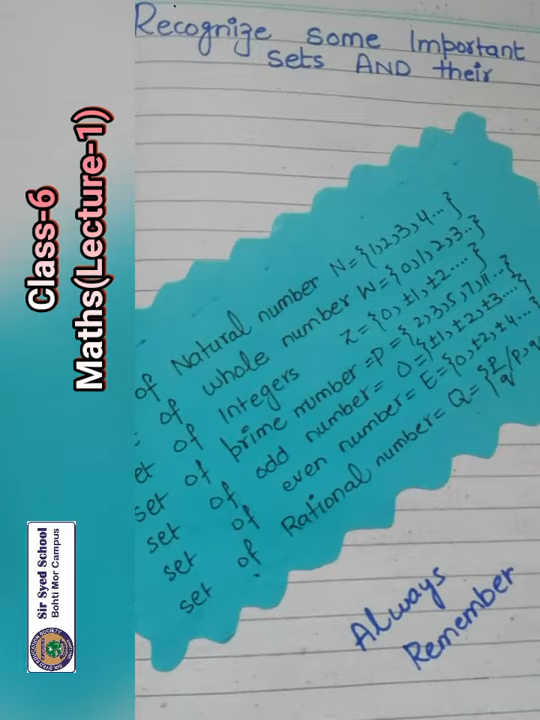 Recognize some Important
sets AND their
of Natural number N={1,2,3,4...}
of whole number W={0,1,2,3..}
of Integers Z={0,±1,±2....}
set of prime number =P={2,3,5,7,11...}
set of odd number = O={±1,±2,±3....}
set of even number = E={0,±2,±4...
set of Rational number= Q={p/q/p,q
Always
Remember
Class-6
Maths(Lecture-1)
Sir Syed School
Bohti Mor Campus